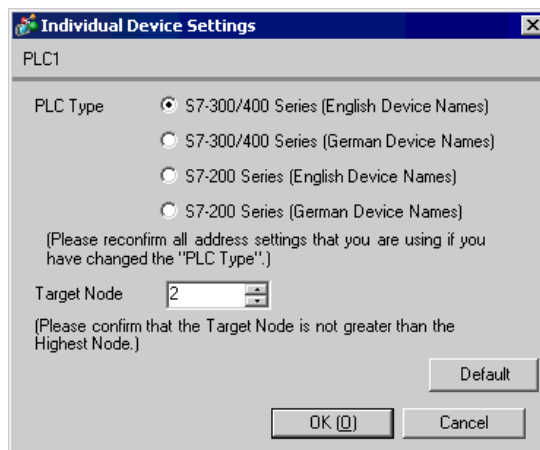 Individual Device Settings
PLC1
PLC Type
S7-300/400 Series (English Device Names)
S7-300/400 Series (German Device Names)
S7-200 Series (English Device Names)
S7-200 Series (German Device Names)
(Please reconfirm all address settings that you are using if you
have changed the "PLC Type".)
Target Node 2
(Please confirm that the Target Node is not greater than the
Highest Node.)
Default
OK (O) Cancel